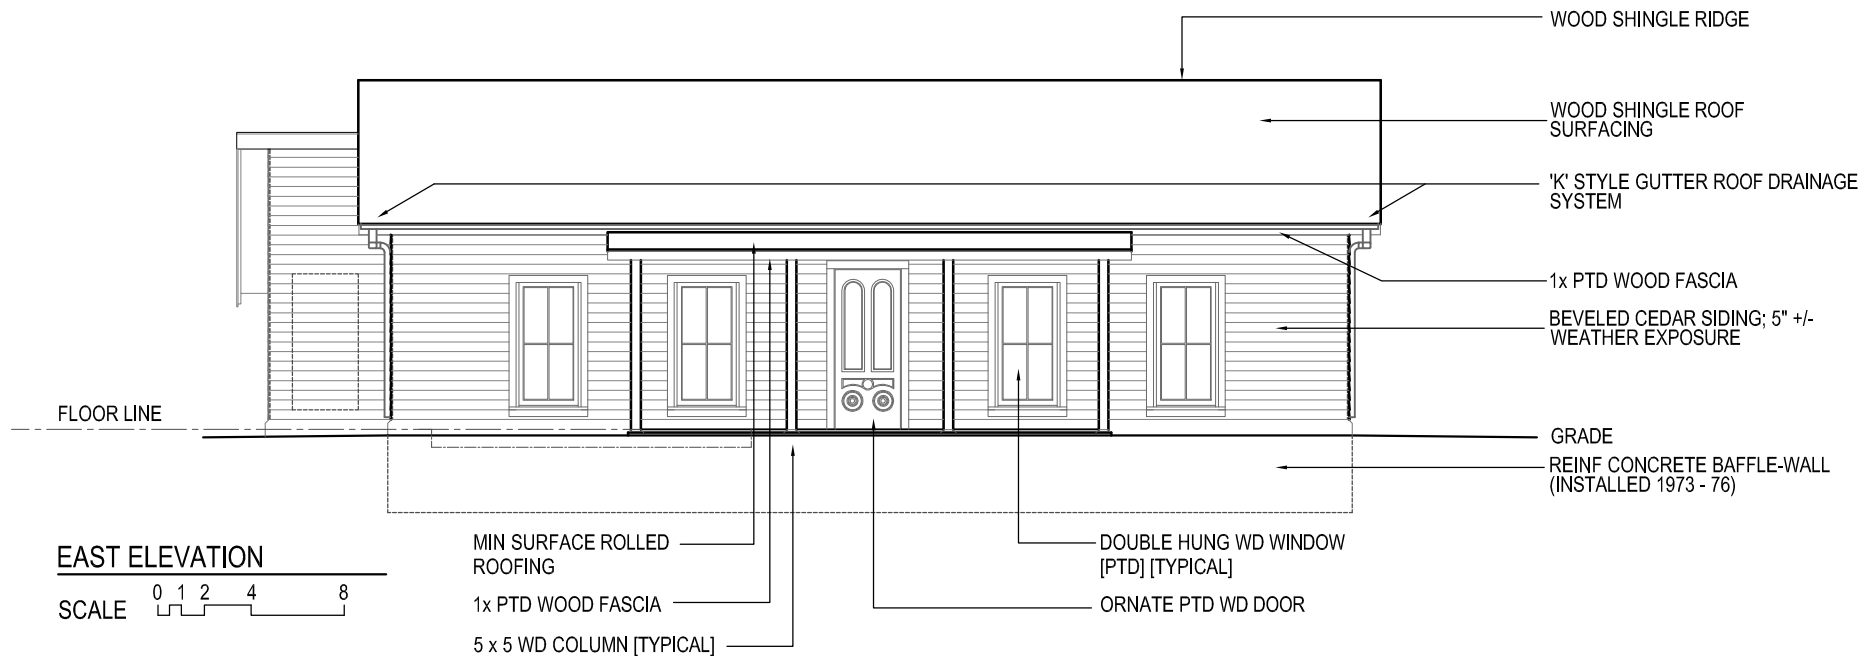 WOOD SHINGLE RIDGE
WOOD SHINGLE ROOF
SURFACING
'K' STYLE GUTTER ROOF DRAINAGE
SYSTEM
1x PTD WOOD FASCIA
BEVELED CEDAR SIDING; 5" +/-
WEATHER EXPOSURE
FLOOR LINE
GRADE
REINF CONCRETE BAFFLE-WALL
(INSTALLED 1973 - 76)
MIN SURFACE ROLLED
ROOFING
1x PTD WOOD FASCIA
5 x 5 WD COLUMN [TYPICAL]
DOUBLE HUNG WD WINDOW
[PTD] [TYPICAL]
ORNATE PTD WD DOOR
EAST ELEVATION
SCALE 0 1 2 4 8